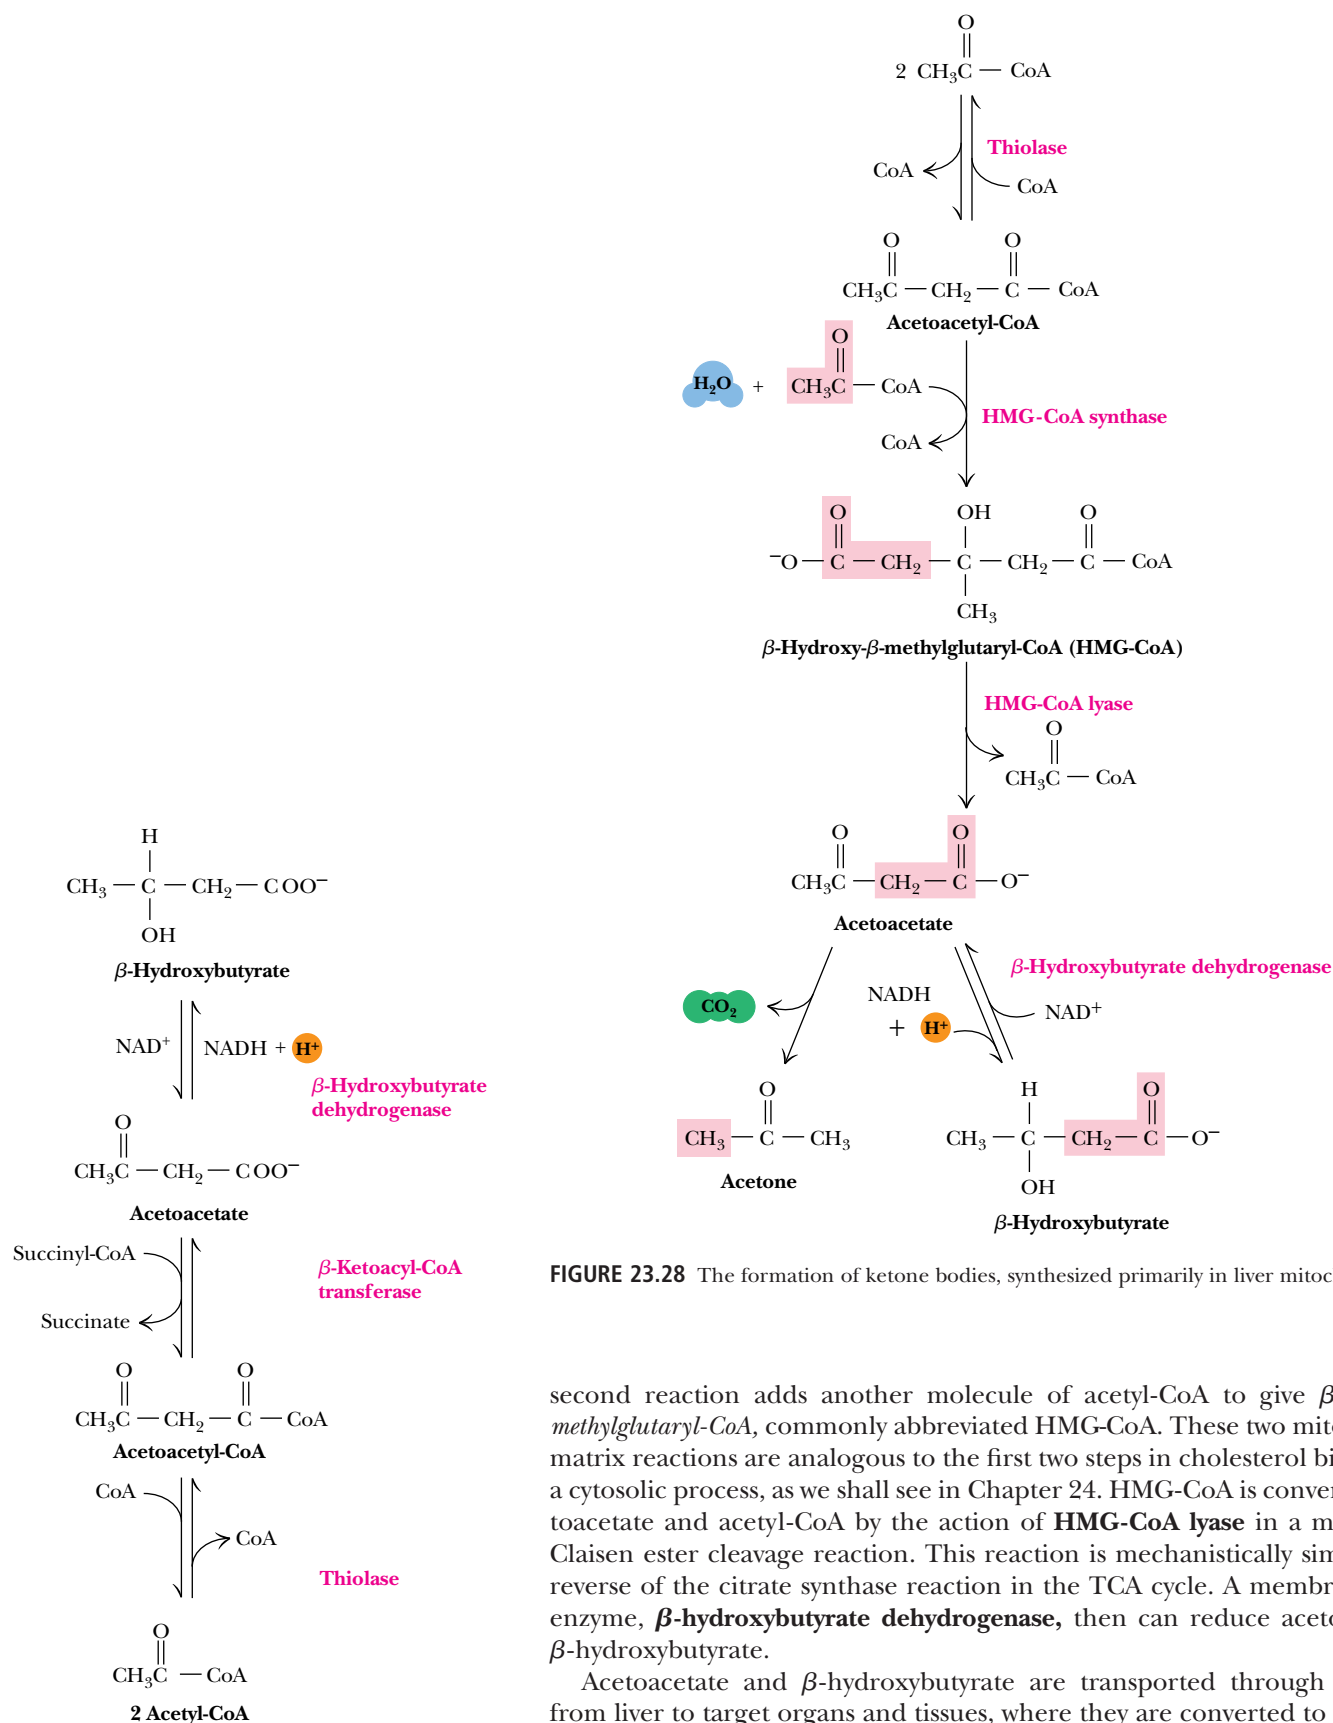 O
2 CH₃C — CoA
Thiolase
CoA
CoA
O O
CH₃C — CH₂ — C — CoA
Acetoacetyl-CoA
O
H₂O + CH₃C — CoA
HMG-CoA synthase
CoA
O OH O
⁻O — C — CH₂ — C — CH₂ — C — CoA
CH₃
β-Hydroxy-β-methylglutaryl-CoA (HMG-CoA)
HMG-CoA lyase
O
CH₃C — CoA
O O
CH₃C — CH₂ — C — O⁻
Acetoacetate
β-Hydroxybutyrate dehydrogenase
CO₂
NADH
+ H⁺
NAD⁺
O
CH₃ — C — CH₃
Acetone
H O
CH₃ — C — CH₂ — C — O⁻
OH
β-Hydroxybutyrate
FIGURE 23.28 The formation of ketone bodies, synthesized primarily in liver mitoc
H
CH₃ — C — CH₂ — COO⁻
OH
β-Hydroxybutyrate
NAD⁺ NADH + H⁺
β-Hydroxybutyrate
dehydrogenase
O
CH₃C — CH₂ — COO⁻
Acetoacetate
Succinyl-CoA
β-Ketoacyl-CoA
transferase
Succinate
O O
CH₃C — CH₂ — C — CoA
Acetoacetyl-CoA
CoA
CoA
Thiolase
O
CH₃C — CoA
2 Acetyl-CoA
second reaction adds another molecule of acetyl-CoA to give β
methylglutaryl-CoA, commonly abbreviated HMG-CoA. These two mito
matrix reactions are analogous to the first two steps in cholesterol bi
a cytosolic process, as we shall see in Chapter 24. HMG-CoA is conver
toacetate and acetyl-CoA by the action of HMG-CoA lyase in a m
Claisen ester cleavage reaction. This reaction is mechanistically sim
reverse of the citrate synthase reaction in the TCA cycle. A membr
enzyme, β-hydroxybutyrate dehydrogenase, then can reduce aceto
β-hydroxybutyrate.
Acetoacetate and β-hydroxybutyrate are transported through
from liver to target organs and tissues, where they are converted to